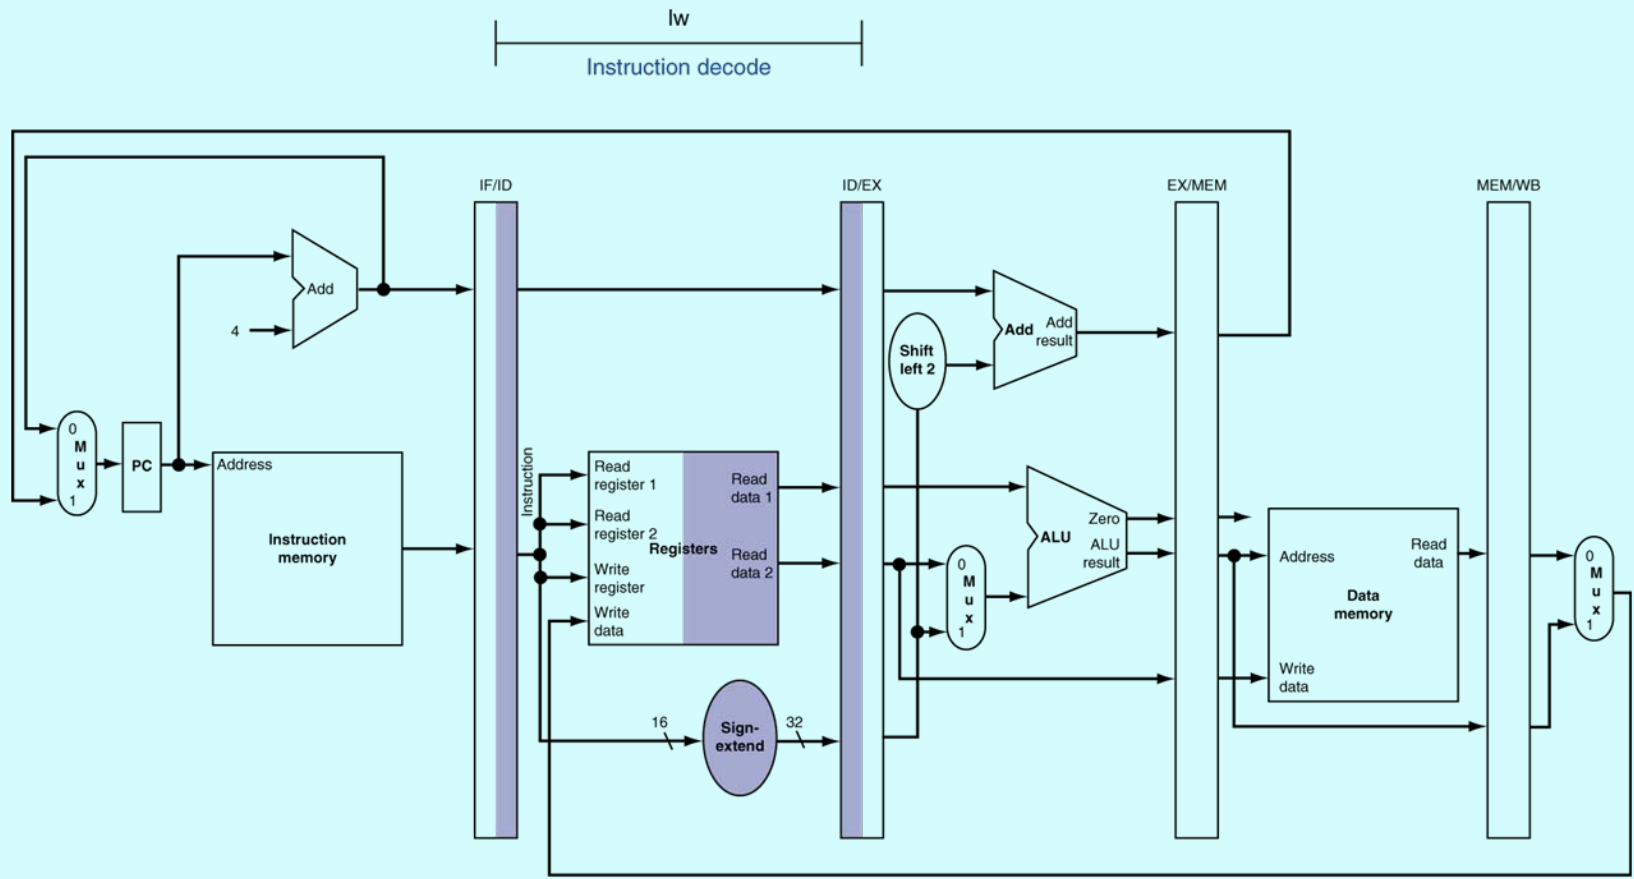 lw
Instruction decode
IF/ID
ID/EX
EX/MEM
MEM/WB
Add
4
Add
Add
result
Shift
left 2
0
M
u
x
1
PC
Address
Instruction
memory
Instruction
Read
register 1
Read
register 2
Registers
Write
register
Write
data
Read
data 1
Read
data 2
16
Sign-
extend
32
0
M
u
x
1
Zero
ALU
ALU
result
Address
Read
data
Data
memory
Write
data
0
M
u
x
1